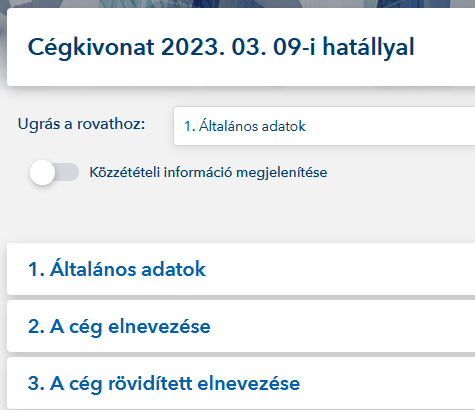 Cégkivonat 2023. 03. 09-i hatállyal
Ugrás a rovathoz: 1. Általános adatok
Közzétételi információ megjelenítése
1. Általános adatok
2. A cég elnevezése
3. A cég rövidített elnevezése